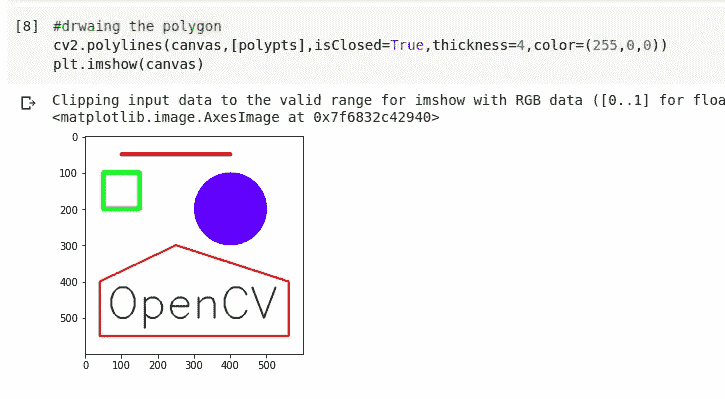 [8] #drwaing the polygon
cv2.polylines(canvas,[polypts],isClosed=True,thickness=4,color=(255,0,0))
plt.imshow(canvas)
Clipping input data to the valid range for imshow with RGB data ([0..1] for floa
<matplotlib.image.AxesImage at 0x7f6832c42940>
0
100
200
300
400
500
OpenCV
0 100 200 300 400 500